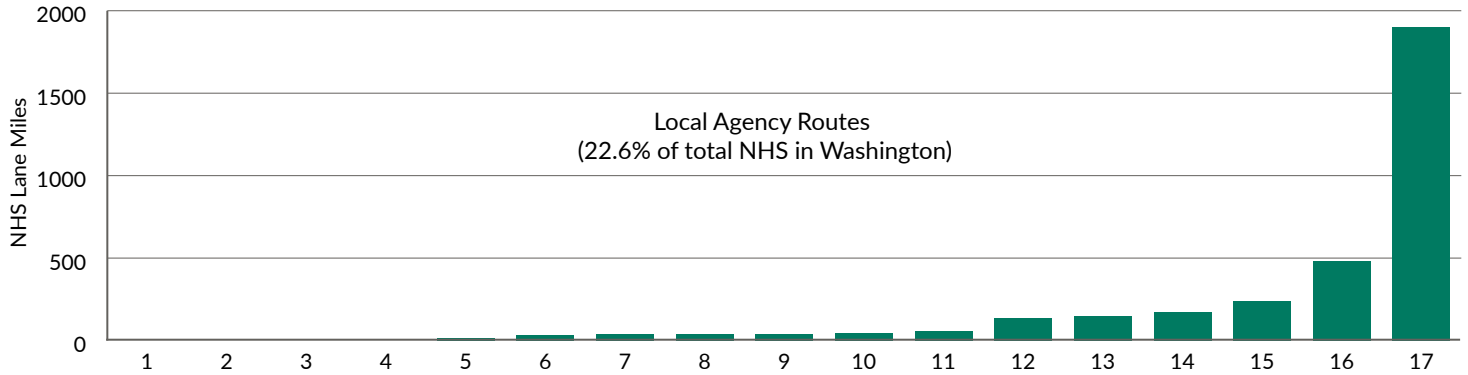 2000
1500
1000
500
0
NHS Lane Miles
Local Agency Routes
(22.6% of total NHS in Washington)
1 2 3 4 5 6 7 8 9 10 11 12 13 14 15 16 17